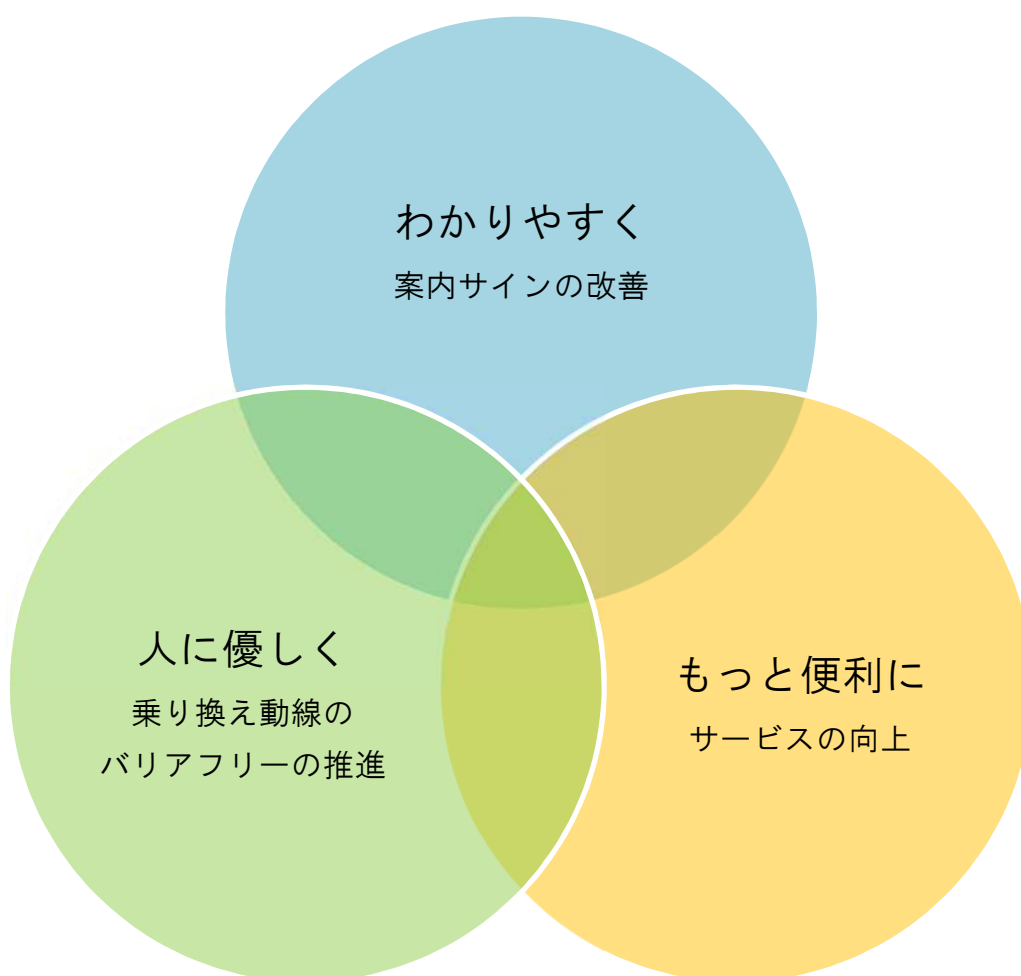 わかりやすく
案内サインの改善
人に優しく
乗り換え動線の
バリアフリーの推進
もっと便利に
サービスの向上